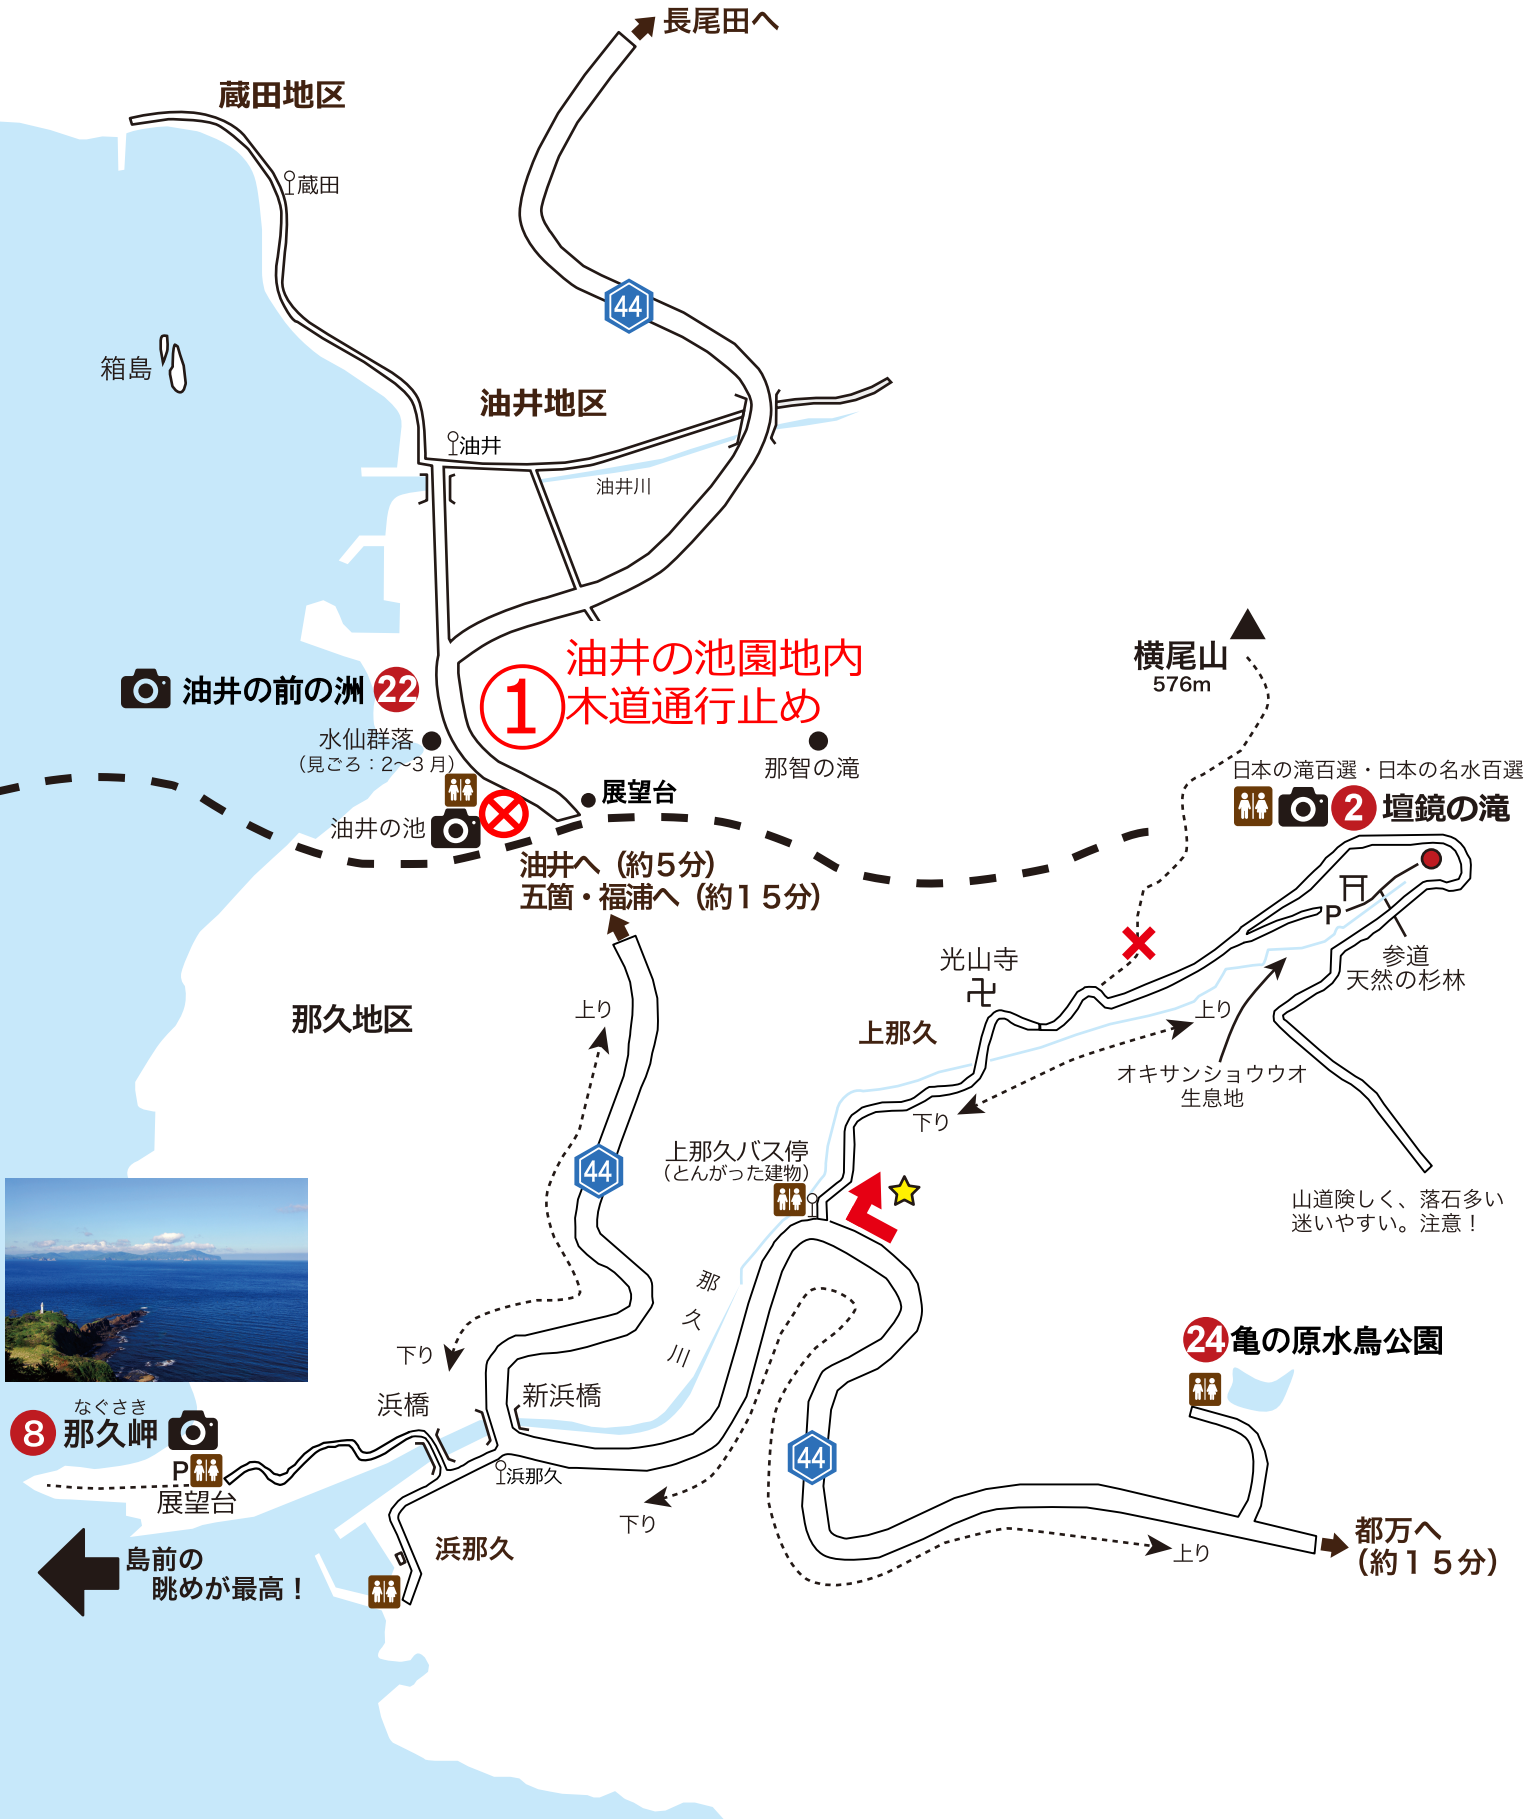 長尾田へ
蔵田地区
蔵田
44
箱島
油井地区
油井
油井川
油井の前の洲 22
1
油井の池園地内
木道通行止め
水仙群落
（見ごろ：2〜3月）
油井の池
展望台
那智の滝
横尾山
576m
日本の滝百選・日本の名水百選
2 壇鏡の滝
油井へ（約５分）
五箇・福浦へ（約１５分）
P
参道
天然の杉林
光山寺
卍
上那久
上り
下り
オキサンショウウオ
生息地
山道険しく、落石多い
迷いやすい。注意！
那久地区
上り
44
上那久バス停
（とんがった建物）
那久川
下り
浜橋
新浜橋
なぐさき
8 那久岬
P
展望台
浜那久
下り
浜那久
島前の
眺めが最高！
44
24 亀の原水鳥公園
上り
都万へ
（約１５分）